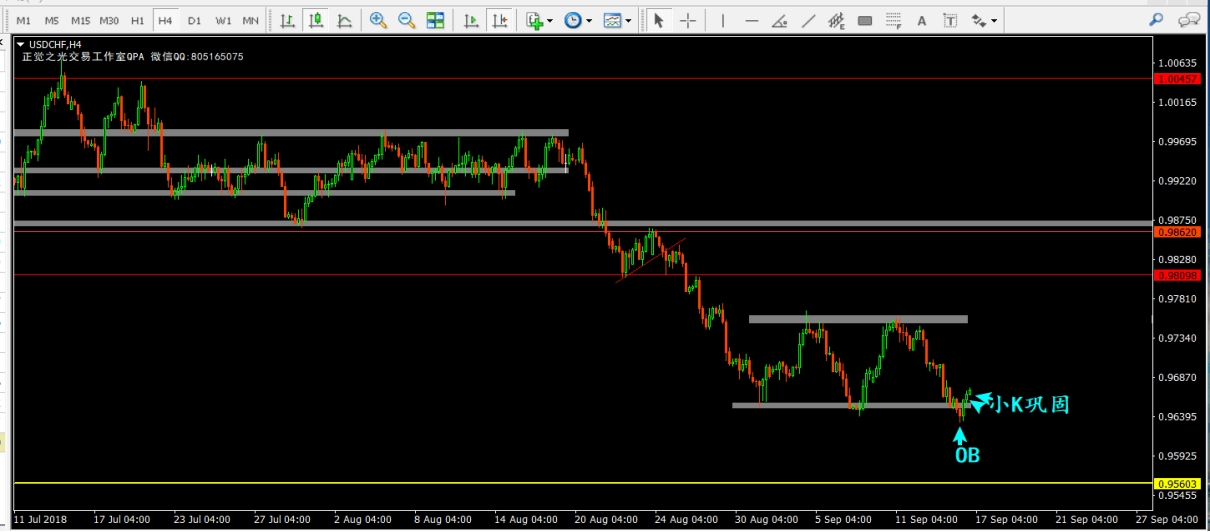 M1 M5 M15 M30 H1 H4 D1 W1 MN
E F A T
USDCHF,H4
正觉之光交易工作室QPA 微信QQ:805165075
1.00635
1.00457
1.00165
0.99695
0.99220
0.98750
0.98620
0.98280
0.98098
0.97810
0.97340
0.96870
小K巩固
0.96395
OB
0.95925
0.95603
0.95455
11 Jul 2018 17 Jul 04:00 23 Jul 04:00 27 Jul 04:00 2 Aug 04:00 8 Aug 04:00 14 Aug 04:00 20 Aug 04:00 24 Aug 04:00 30 Aug 04:00 5 Sep 04:00 11 Sep 04:00 17 Sep 04:00 21 Sep 04:00 27 Sep 04:00